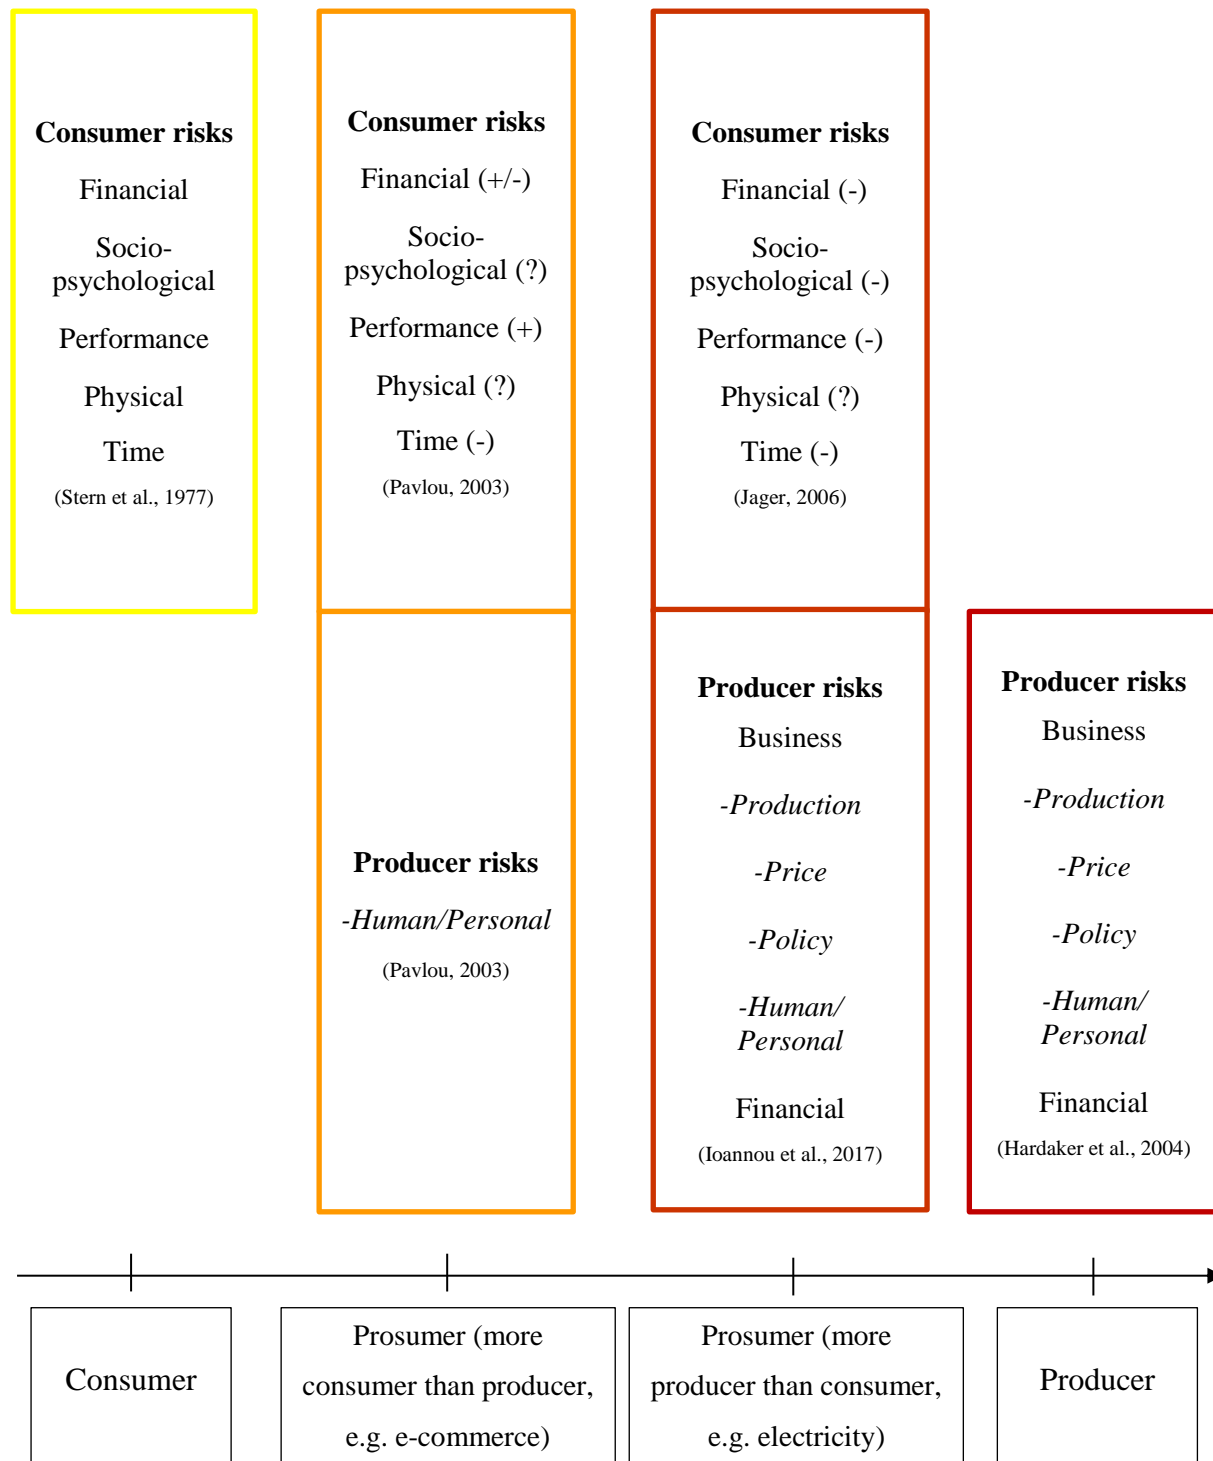 Consumer risks
Financial
Socio-
psychological
Performance
Physical
Time
(Stern et al., 1977)
Consumer risks
Financial (+/-)
Socio-
psychological (?)
Performance (+)
Physical (?)
Time (-)
(Pavlou, 2003)
Consumer risks
Financial (-)
Socio-
psychological (-)
Performance (-)
Physical (?)
Time (-)
(Jager, 2006)
Producer risks
-Human/Personal
(Pavlou, 2003)
Producer risks
Business
-Production
-Price
-Policy
-Human/
Personal
Financial
(Ioannou et al., 2017)
Producer risks
Business
-Production
-Price
-Policy
-Human/
Personal
Financial
(Hardaker et al., 2004)
Consumer
Prosumer (more
consumer than producer,
e.g. e-commerce)
Prosumer (more
producer than consumer,
e.g. electricity)
Producer